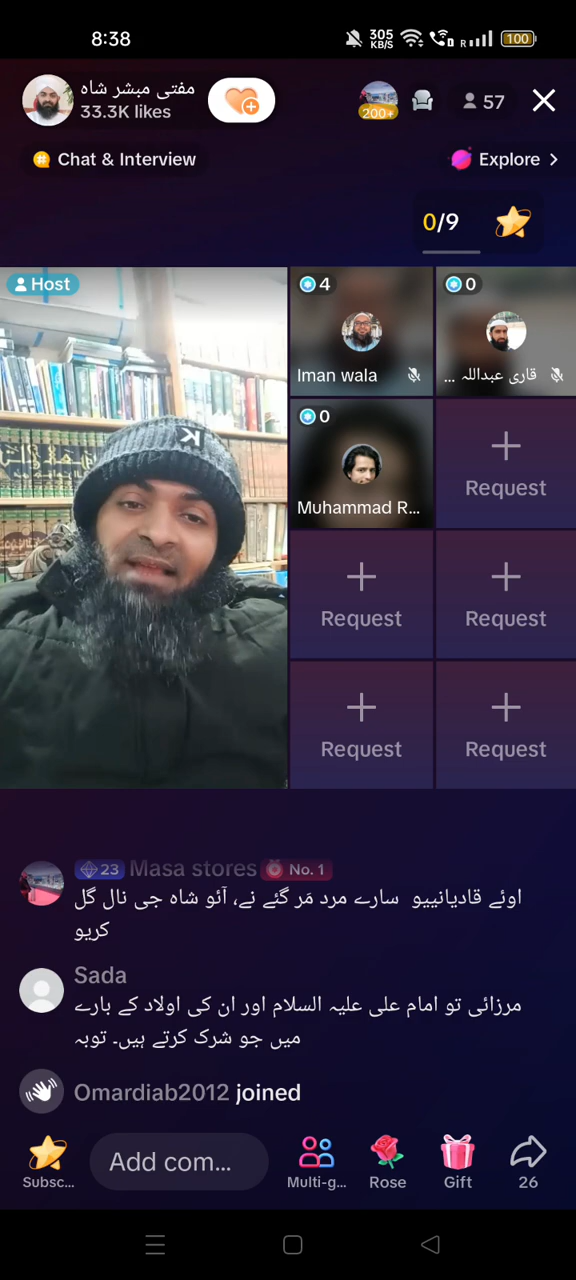 8:38
305
KB/S
R
100
مفتی مبشر شاہ
33.3K likes
200+
57
Chat & Interview
Explore
0/9
Host
4
Iman wala
0
قاری عبداللہ ...
K
0
Muhammad R...
Request
Request
Request
Request
Request
23 Masa stores No. 1
اوئے قادیانییو سارے مرد مَر گئے نے، آئو شاہ جی نال گل
کریو
Sada
مرزائی تو امام علی علیہ السلام اور ان کی اولاد کے بارے
میں جو شرک کرتے ہیں۔ توبہ
Omardiab2012 joined
Subsc...
Add com...
Multi-g...
Rose
Gift
26